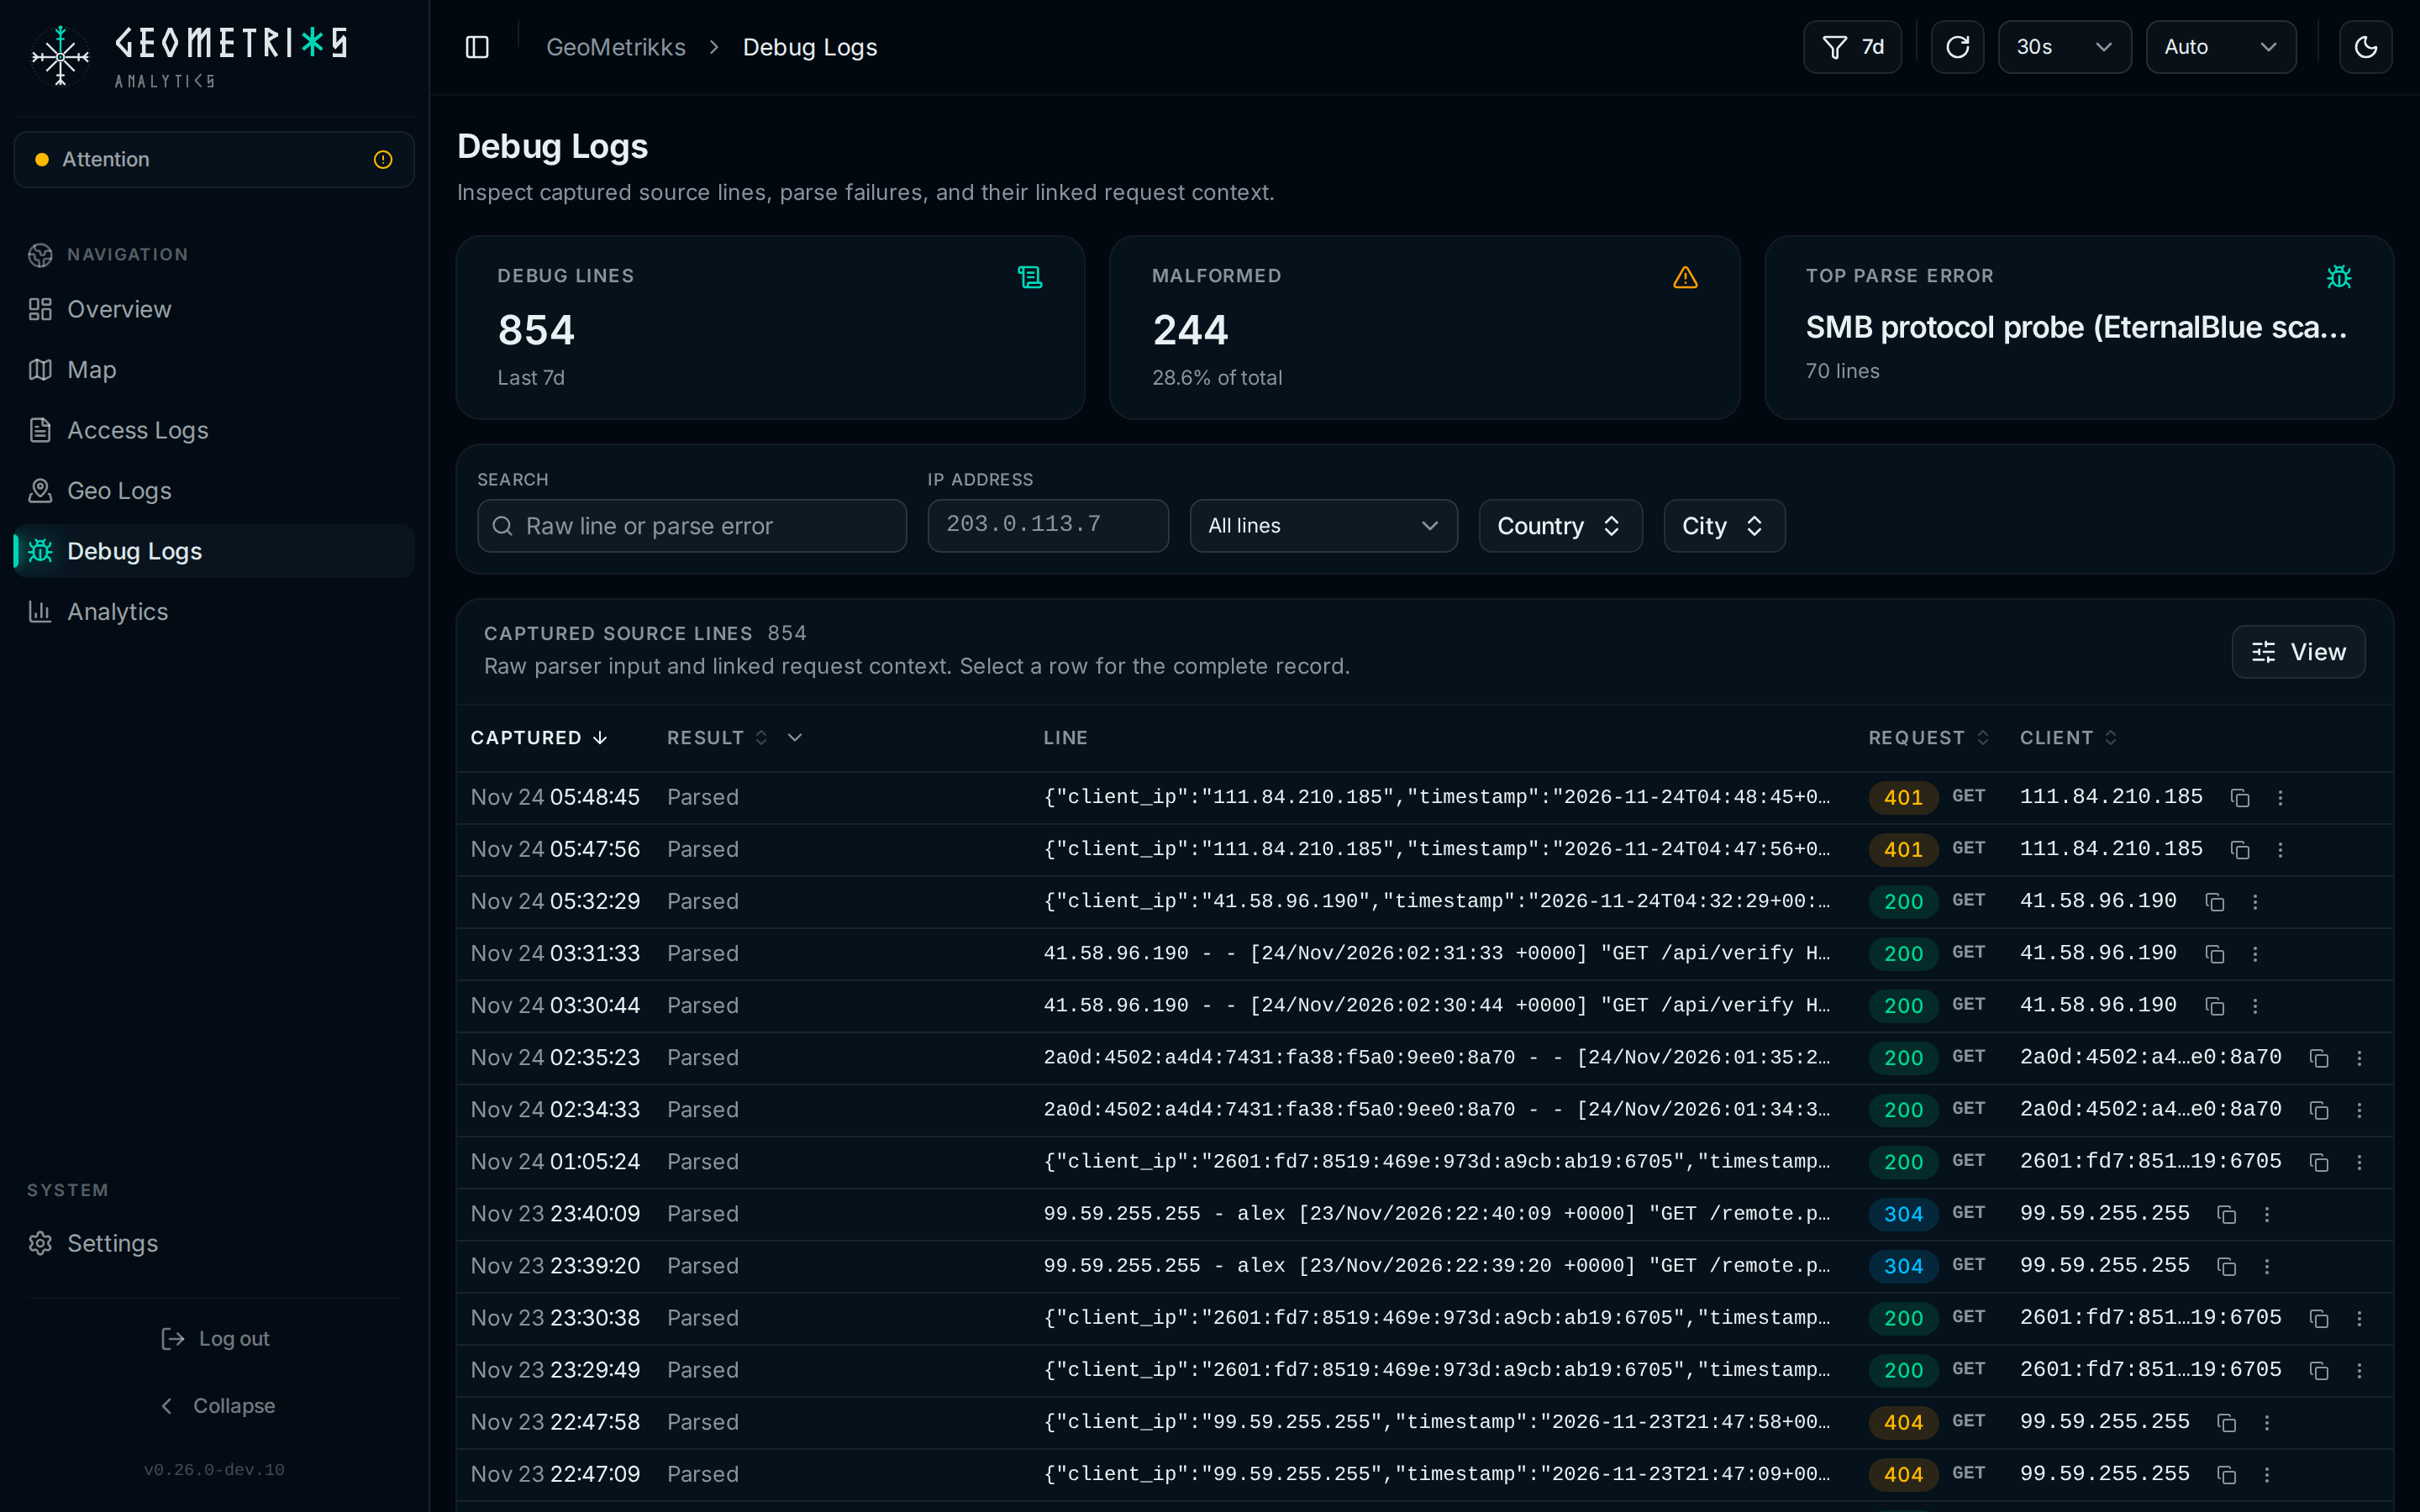 GEOMETRIKS
ANALYTICS
Attention
NAVIGATION
Overview
Map
Access Logs
Geo Logs
Debug Logs
Analytics
SYSTEM
Settings
Log out
Collapse
v0.26.0-dev.10
GeoMetrikks > Debug Logs
7d
30s
Auto
Debug Logs
Inspect captured source lines, parse failures, and their linked request context.
DEBUG LINES
854
Last 7d
MALFORMED
244
28.6% of total
TOP PARSE ERROR
SMB protocol probe (EternalBlue sca…
70 lines
SEARCH
Raw line or parse error
IP ADDRESS
203.0.113.7
All lines
Country
City
CAPTURED SOURCE LINES 854
Raw parser input and linked request context. Select a row for the complete record.
View
CAPTURED RESULT LINE REQUEST CLIENT
Nov 24 05:48:45 Parsed {"client_ip":"111.84.210.185","timestamp":"2026-11-24T04:48:45+0… 401 GET 111.84.210.185
Nov 24 05:47:56 Parsed {"client_ip":"111.84.210.185","timestamp":"2026-11-24T04:47:56+0… 401 GET 111.84.210.185
Nov 24 05:32:29 Parsed {"client_ip":"41.58.96.190","timestamp":"2026-11-24T04:32:29+00:… 200 GET 41.58.96.190
Nov 24 03:31:33 Parsed 41.58.96.190 - - [24/Nov/2026:02:31:33 +0000] "GET /api/verify H… 200 GET 41.58.96.190
Nov 24 03:30:44 Parsed 41.58.96.190 - - [24/Nov/2026:02:30:44 +0000] "GET /api/verify H… 200 GET 41.58.96.190
Nov 24 02:35:23 Parsed 2a0d:4502:a4d4:7431:fa38:f5a0:9ee0:8a70 - - [24/Nov/2026:01:35:2… 200 GET 2a0d:4502:a4…e0:8a70
Nov 24 02:34:33 Parsed 2a0d:4502:a4d4:7431:fa38:f5a0:9ee0:8a70 - - [24/Nov/2026:01:34:3… 200 GET 2a0d:4502:a4…e0:8a70
Nov 24 01:05:24 Parsed {"client_ip":"2601:fd7:8519:469e:973d:a9cb:ab19:6705","timestamp… 200 GET 2601:fd7:851…19:6705
Nov 23 23:40:09 Parsed 99.59.255.255 - alex [23/Nov/2026:22:40:09 +0000] "GET /remote.p… 304 GET 99.59.255.255
Nov 23 23:39:20 Parsed 99.59.255.255 - alex [23/Nov/2026:22:39:20 +0000] "GET /remote.p… 304 GET 99.59.255.255
Nov 23 23:30:38 Parsed {"client_ip":"2601:fd7:8519:469e:973d:a9cb:ab19:6705","timestamp… 200 GET 2601:fd7:851…19:6705
Nov 23 23:29:49 Parsed {"client_ip":"2601:fd7:8519:469e:973d:a9cb:ab19:6705","timestamp… 200 GET 2601:fd7:851…19:6705
Nov 23 22:47:58 Parsed {"client_ip":"99.59.255.255","timestamp":"2026-11-23T21:47:58+00… 404 GET 99.59.255.255
Nov 23 22:47:09 Parsed {"client_ip":"99.59.255.255","timestamp":"2026-11-23T21:47:09+00… 404 GET 99.59.255.255